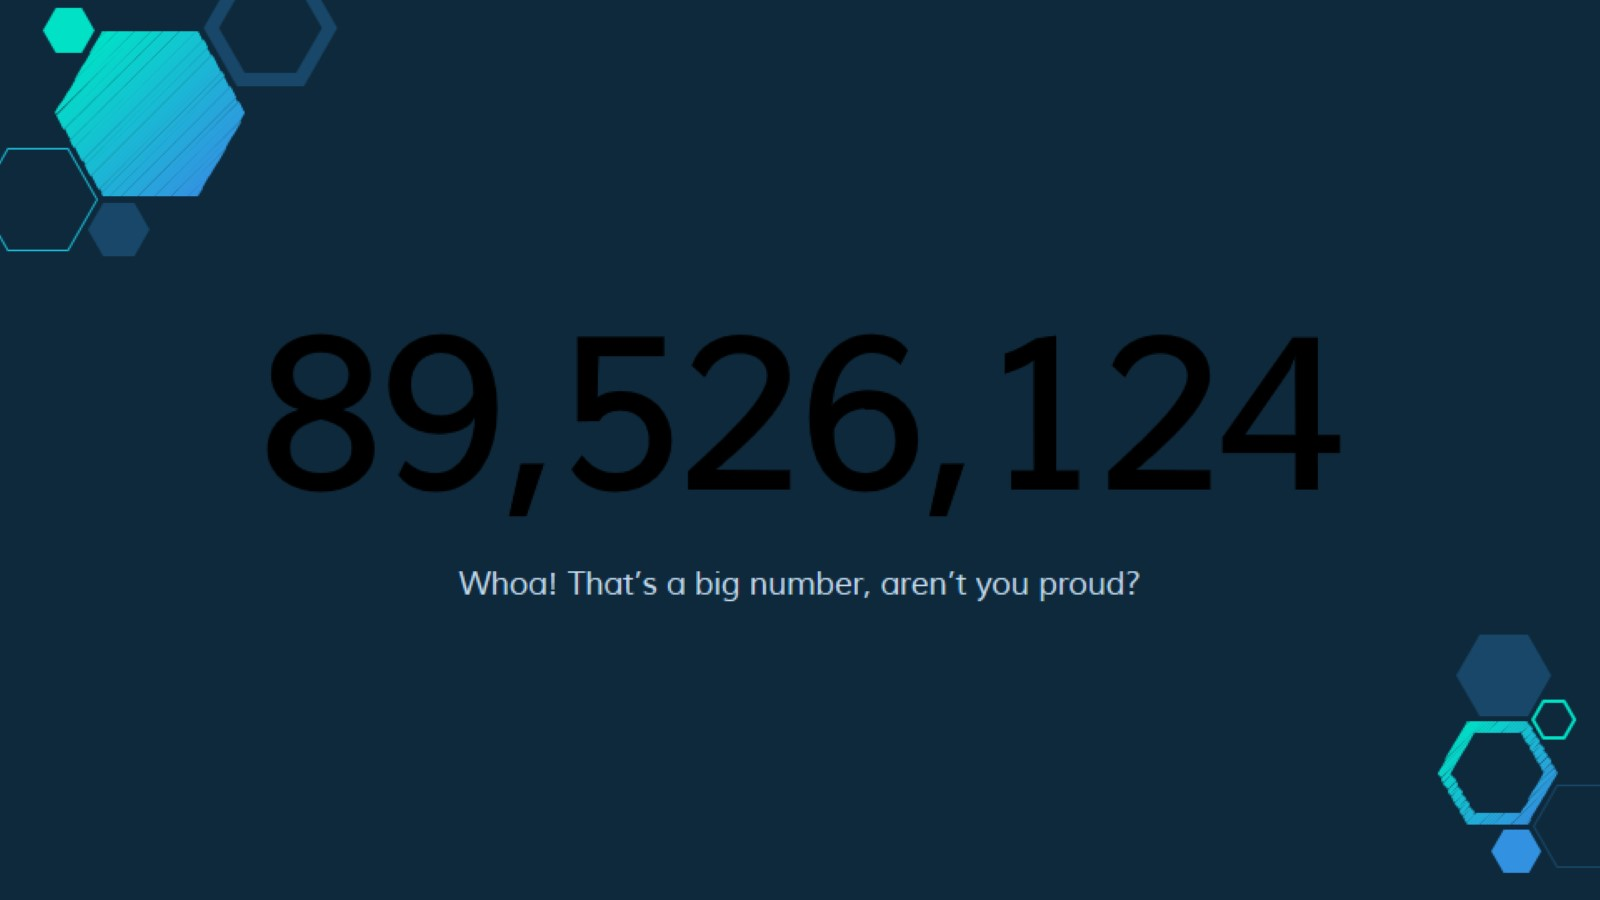 89,526,124
Whoa! That’s a big number, aren’t you proud?